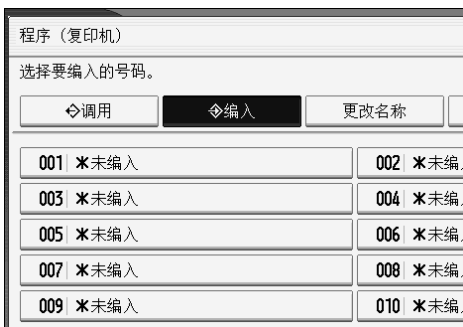 程序（复印机）
选择要编入的号码。
调用 编入 更改名称
001 *未编入 002 *未编
003 *未编入 004 *未编
005 *未编入 006 *未编
007 *未编入 008 *未编
009 *未编入 010 *未编